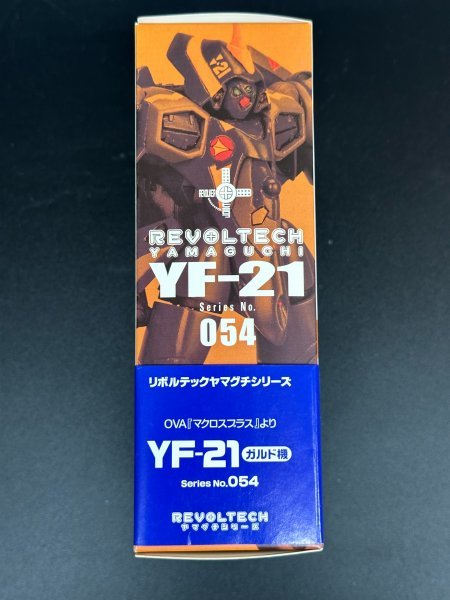 REVOLTECH
YAMAGUCHI
YF-21
Series No.
054
リボルテックヤマグチシリーズ
OVA『マクロスプラス』より
YF-21 ガルド機
Series No.054
REVOLTECH
ヤマグチシリーズ